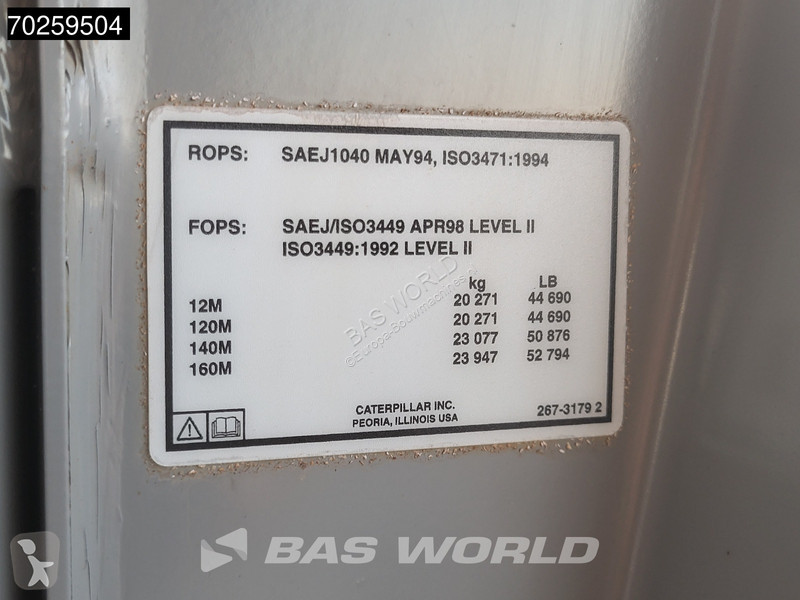 70259504
ROPS: SAEJ1040 MAY94, ISO3471:1994
FOPS: SAEJ/ISO3449 APR98 LEVEL II
ISO3449:1992 LEVEL II
kg LB
12M 20 271 44 690
120M 20 271 44 690
140M 23 077 50 876
160M 23 947 52 794
BAS WORLD
CATERPILLAR INC.
PEORIA, ILLINOIS USA
267-3179 2
BAS WORLD